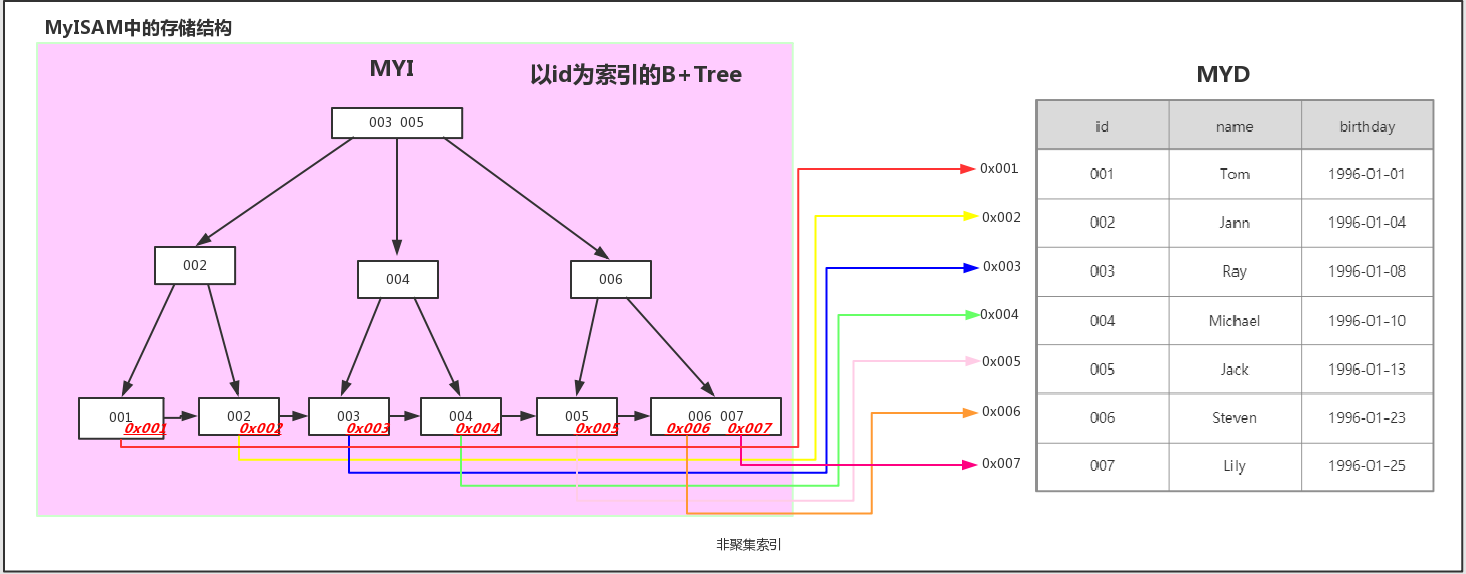 MyISAM中的存储结构
MYI
以id为索引的B+Tree
003 005
002
004
006
001
0x001
002
0x002
003
0x003
004
0x004
005
0x005
006 007
0x006 0x007
0x001
0x002
0x003
0x004
0x005
0x006
0x007
MYD
id name birthday
001 Tom 1996-01-01
002 Jann 1996-01-04
003 Ray 1996-01-08
004 Michael 1996-01-10
005 Jack 1996-01-13
006 Steven 1996-01-23
007 Lily 1996-01-25
非聚集索引